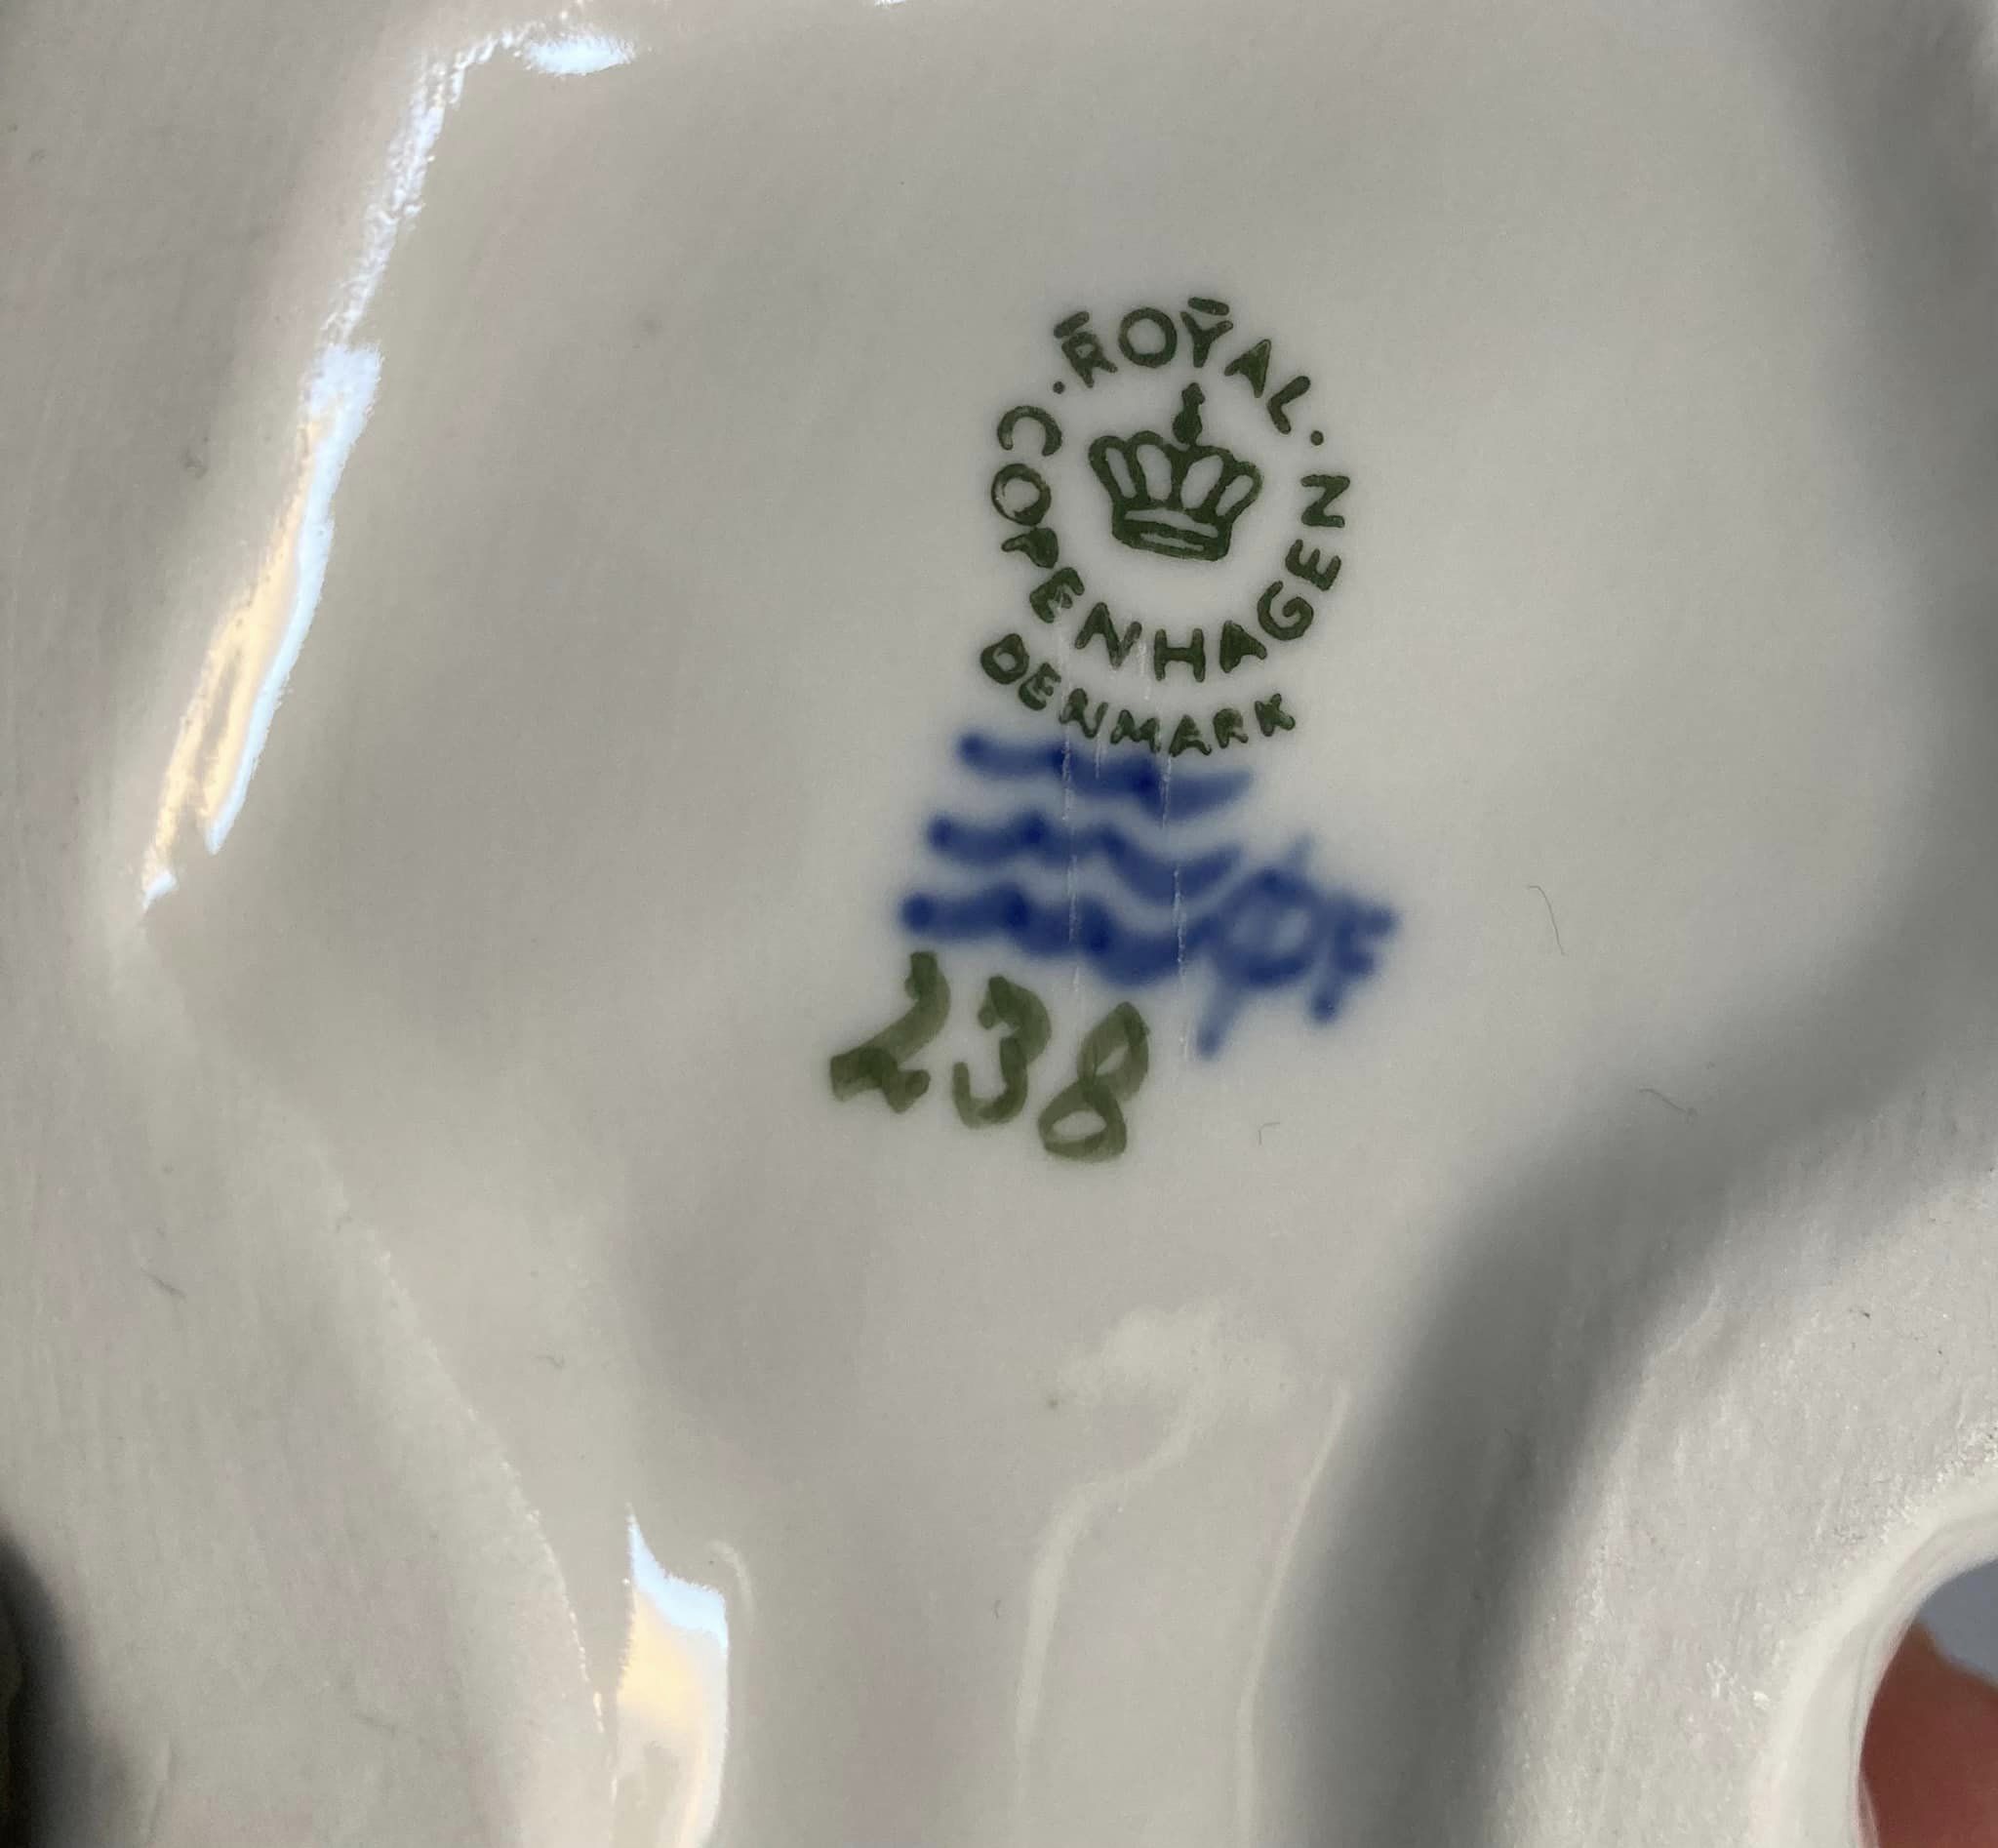 ROYAL
COPENHAGEN
DENMARK
238